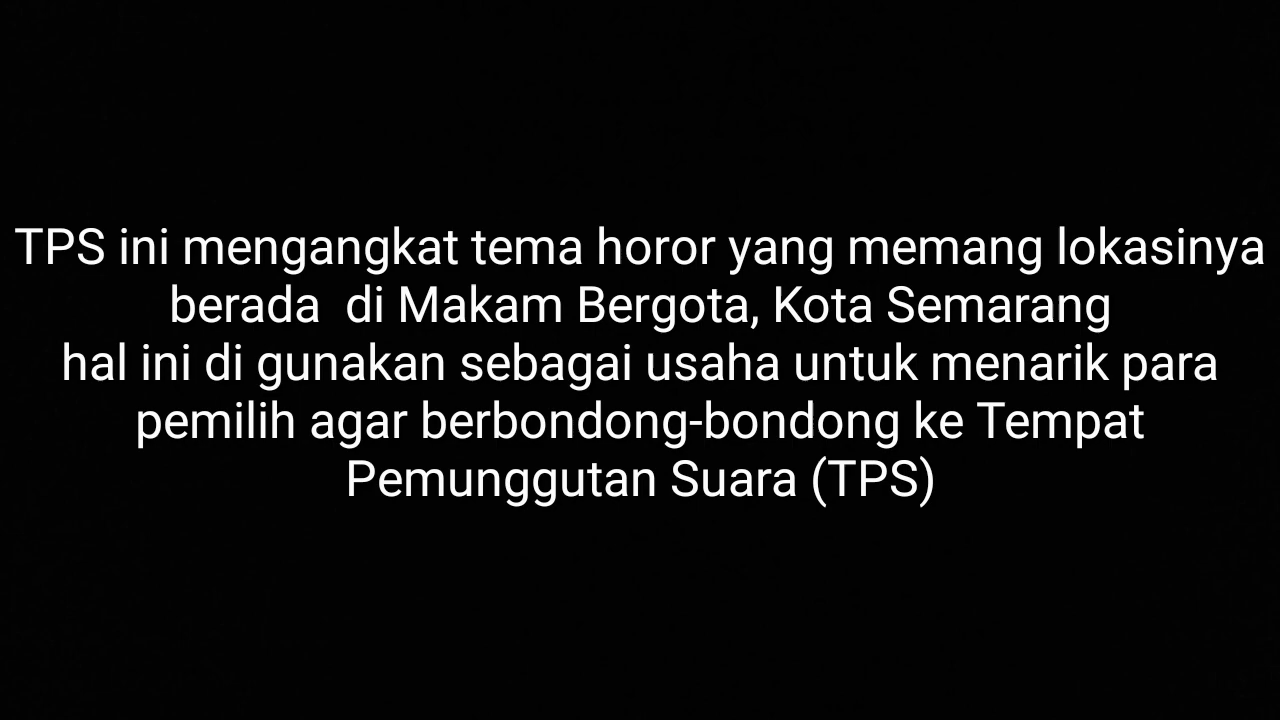 TPS ini mengangkat tema horor yang memang lokasinya
berada  di Makam Bergota, Kota Semarang
hal ini di gunakan sebagai usaha untuk menarik para
pemilih agar berbondong-bondong ke Tempat
Pemunggutan Suara (TPS)